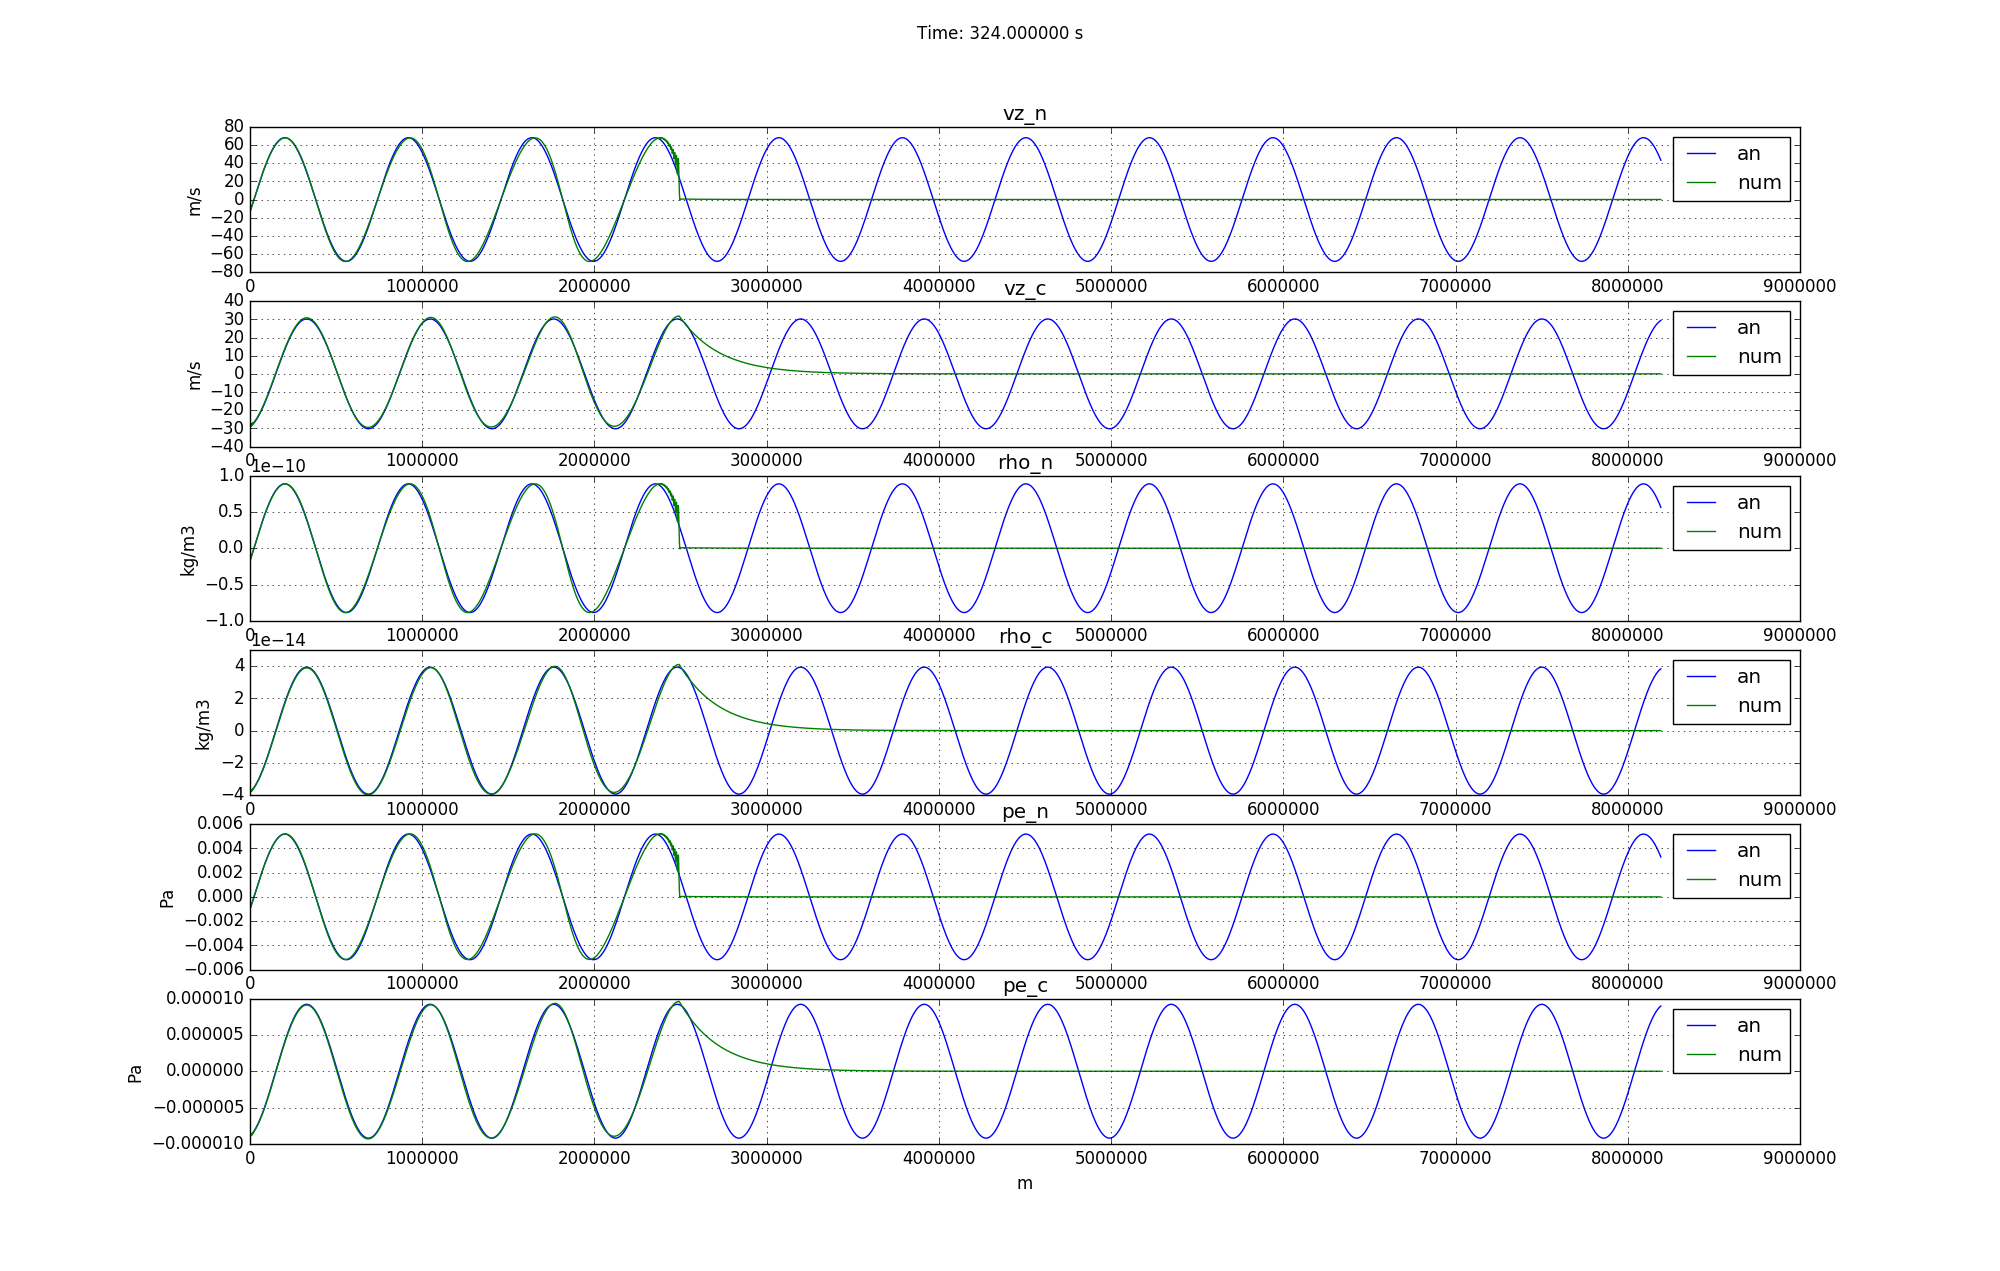 Time: 324.000000 s
vz_n
80
60
40
20
0
−20
−40
−60
−80
m/s
an
num
0 1000000 2000000 3000000 4000000 5000000 6000000 7000000 8000000 9000000
vz_c
40
30
20
10
0
−10
−20
−30
−40
m/s
an
num
0 1000000 2000000 3000000 4000000 5000000 6000000 7000000 8000000 9000000
1e−10
rho_n
1.0
0.5
0.0
−0.5
−1.0
kg/m3
an
num
0 1000000 2000000 3000000 4000000 5000000 6000000 7000000 8000000 9000000
1e−14
rho_c
4
2
0
−2
−4
kg/m3
an
num
0 1000000 2000000 3000000 4000000 5000000 6000000 7000000 8000000 9000000
pe_n
0.006
0.004
0.002
0.000
−0.002
−0.004
−0.006
Pa
an
num
0 1000000 2000000 3000000 4000000 5000000 6000000 7000000 8000000 9000000
pe_c
0.000010
0.000005
0.000000
−0.000005
−0.000010
Pa
an
num
0 1000000 2000000 3000000 4000000 5000000 6000000 7000000 8000000 9000000
m